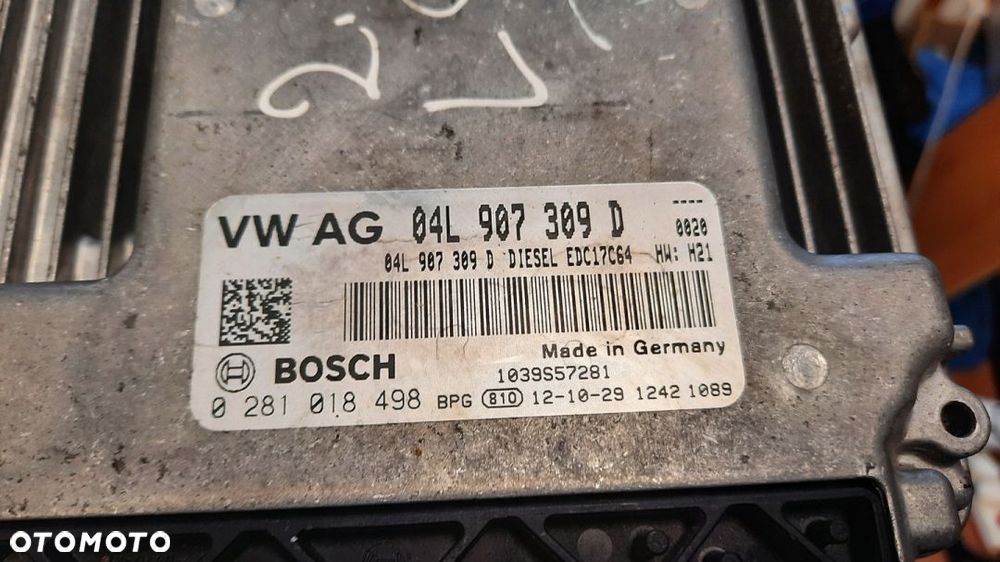 27
VW AG 04L 907 309 D ----
0020
04L 907 309 D DIESEL EDC17C64 HW: H21
Made in Germany
BOSCH
1039S57281
0 281 018 498 BPG 810 12-10-29 1242 1089
OTOMOTO